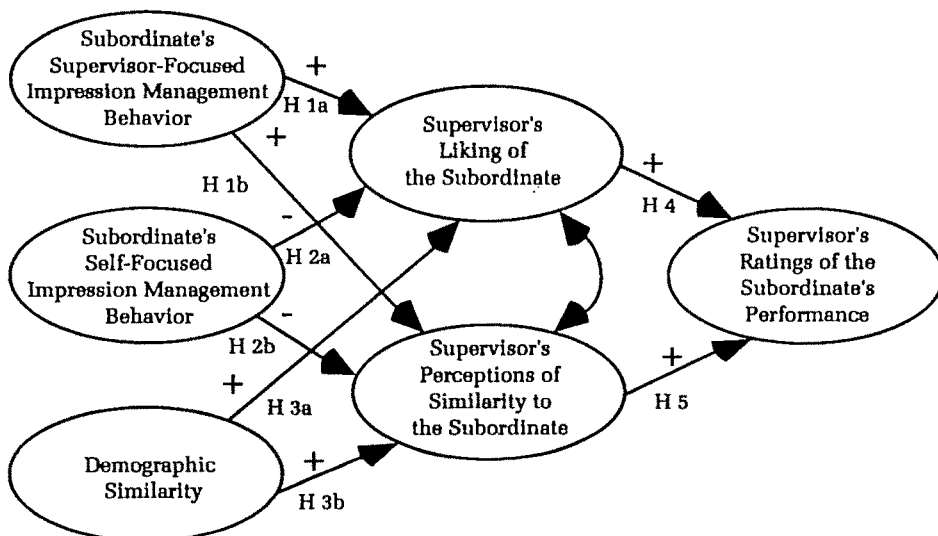 Subordinate's
Supervisor-Focused
Impression Management
Behavior
+
H 1a
+
H 1b
Supervisor's
Liking of
the Subordinate
+
H 4
-
H 2a
Subordinate's
Self-Focused
Impression Management
Behavior
-
H 2b
Supervisor's
Ratings of the
Subordinate's
Performance
+
H 3a
Supervisor's
Perceptions of
Similarity to
the Subordinate
+
H 5
Demographic
Similarity
+
H 3b